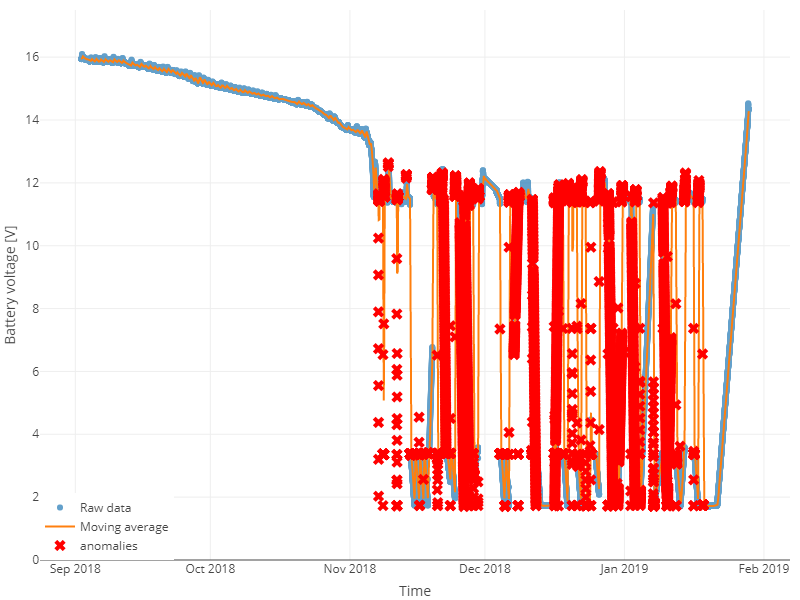 16
14
12
10
8
6
4
2
0
Battery voltage [V]
Raw data
Moving average
anomalies
Sep 2018 Oct 2018 Nov 2018 Dec 2018 Jan 2019 Feb 2019
Time